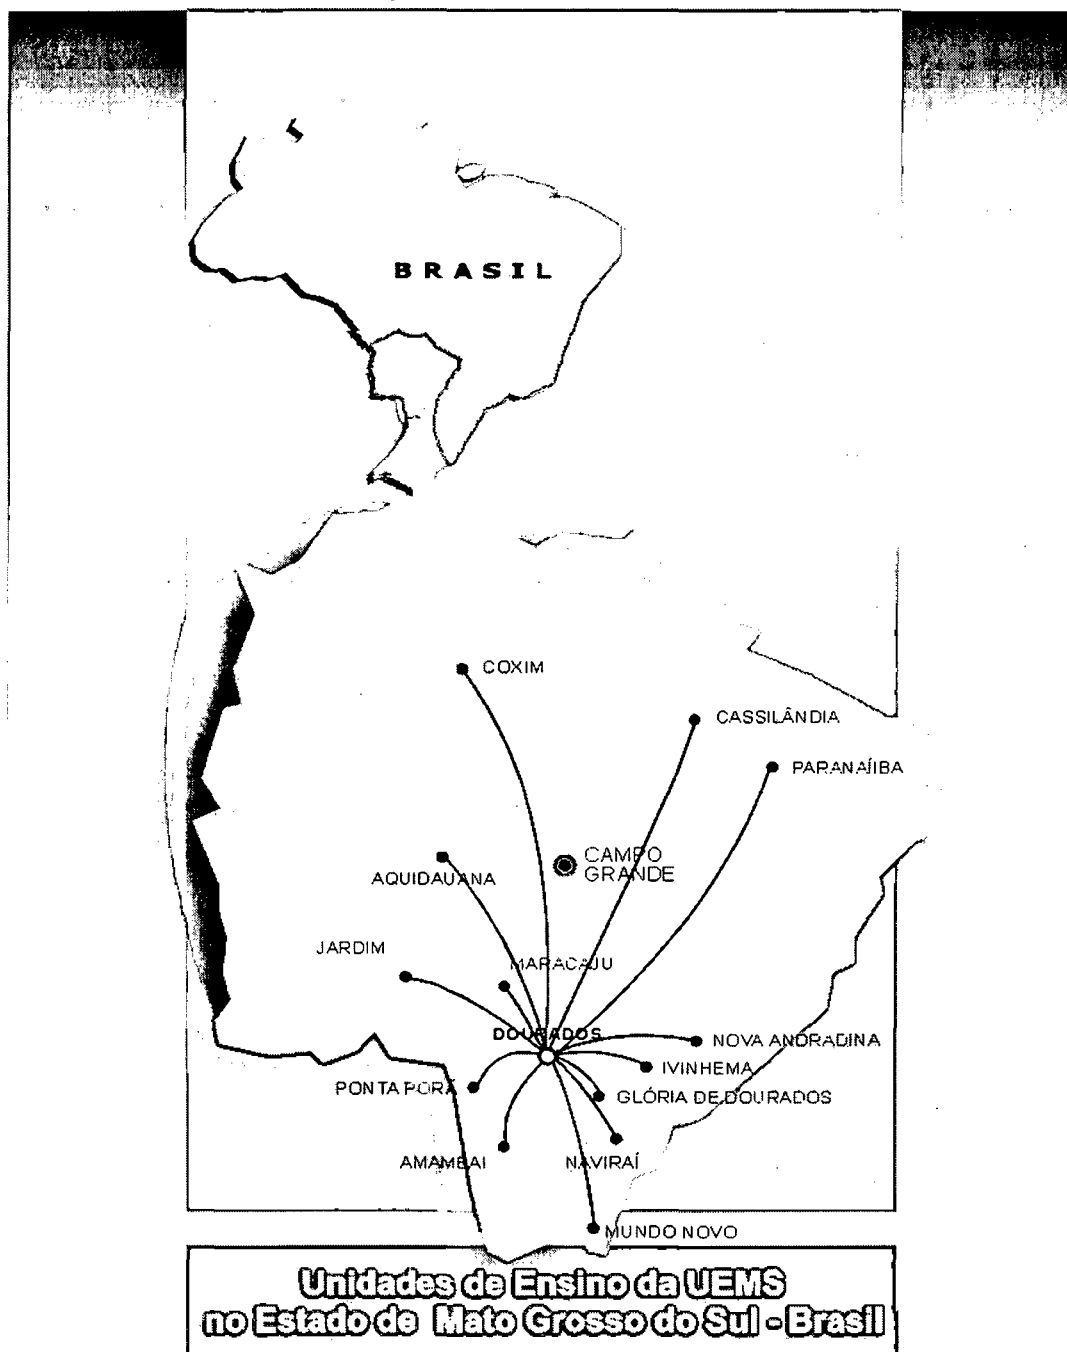 BRASIL
COXIM
CASSILÂNDIA
PARANAÍIBA
CAMPO
GRANDE
AQUIDAUANA
JARDIM
MARACAJU
DOURADOS
NOVA ANDRADINA
IVINHEMA
PONTA PORÃ
GLÓRIA DE DOURADOS
AMAMBAI
NAVIRAÍ
MUNDO NOVO
Unidades de Ensino da UEMS
no Estado de Mato Grosso do Sul - Brasil